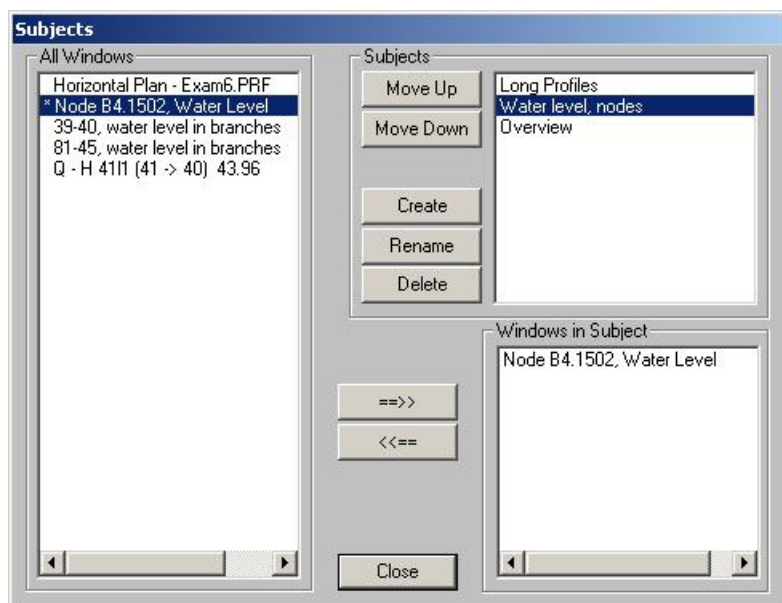 Subjects
All Windows
Horizontal Plan - Exam6.PRF
* Node B4.1502, Water Level
39-40, water level in branches
81-45, water level in branches
Q - H 41l1 (41 -> 40) 43.96
Subjects
Move Up
Move Down
Create
Rename
Delete
Long Profiles
Water level, nodes
Overview
==>>
<<==
Windows in Subject
Node B4.1502, Water Level
Close